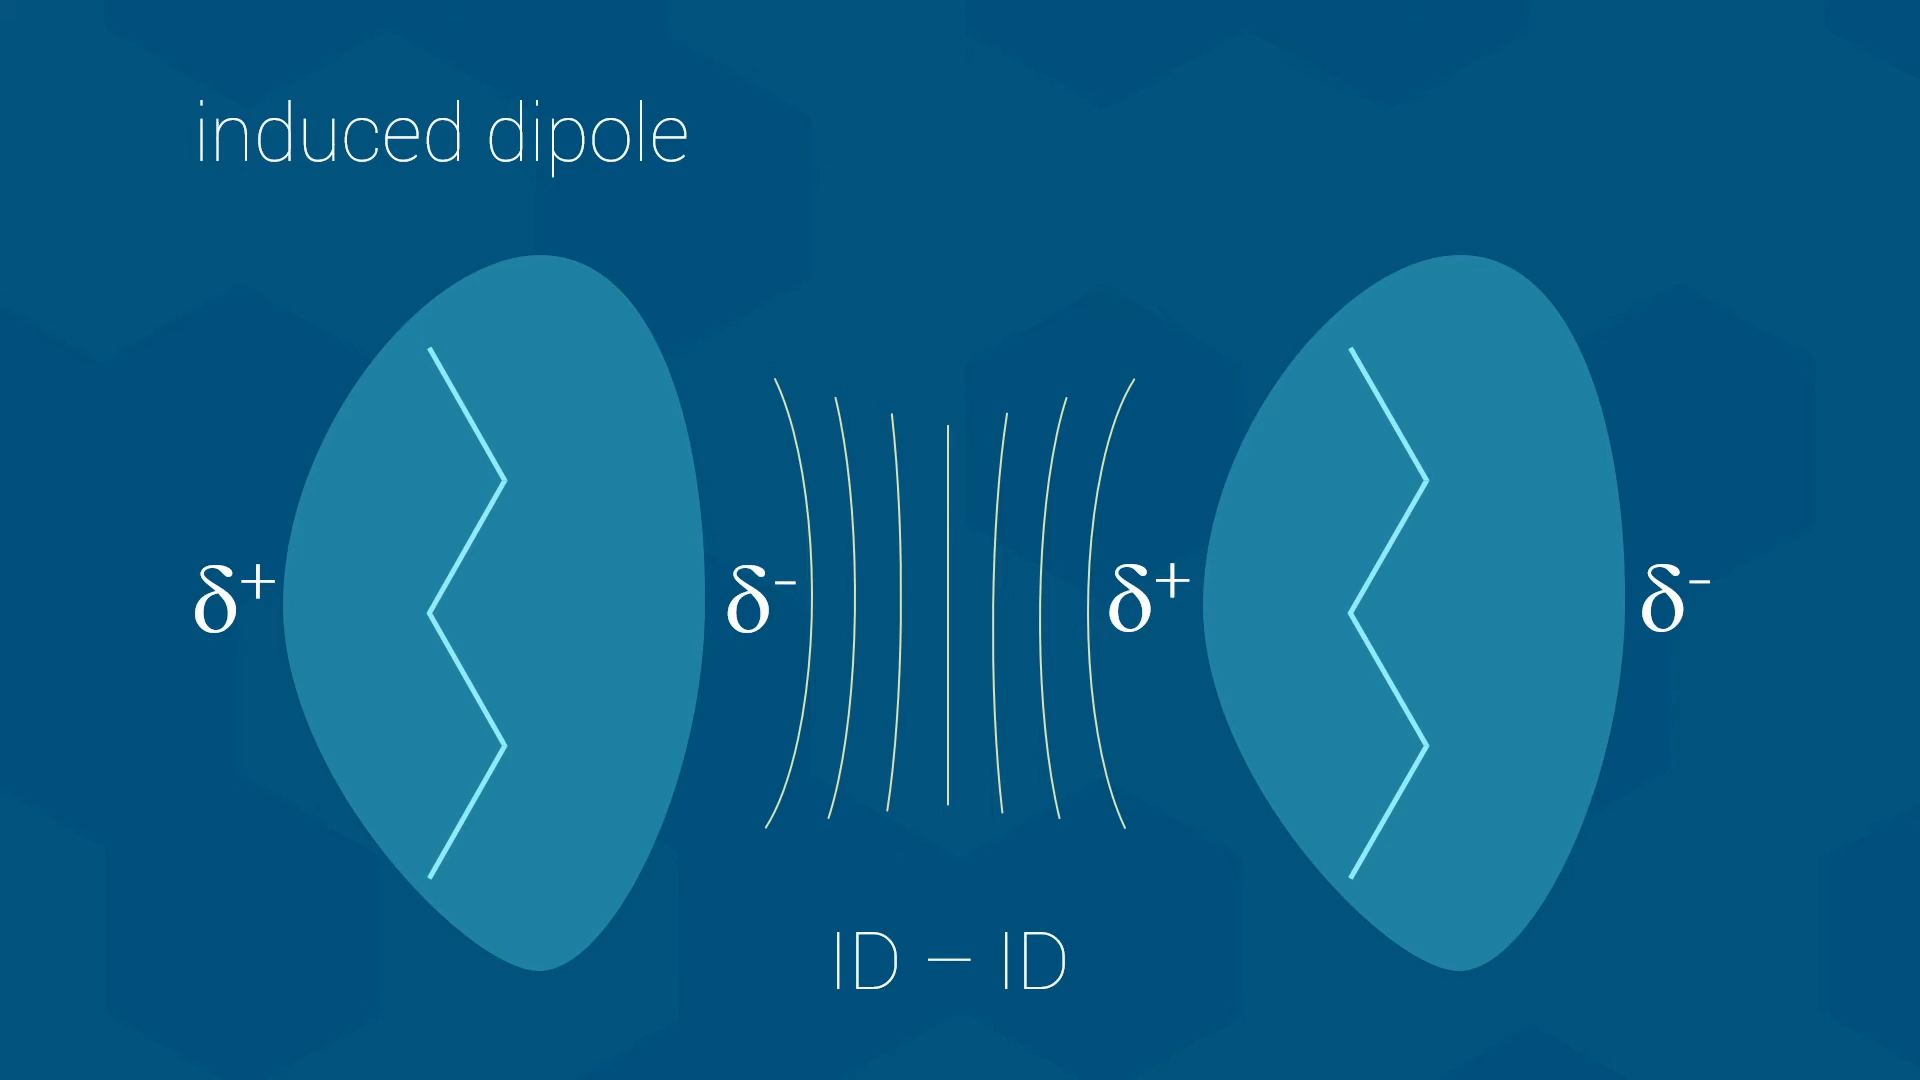 induced dipole
δ⁺ δ⁻ δ⁺ δ⁻
ID – ID